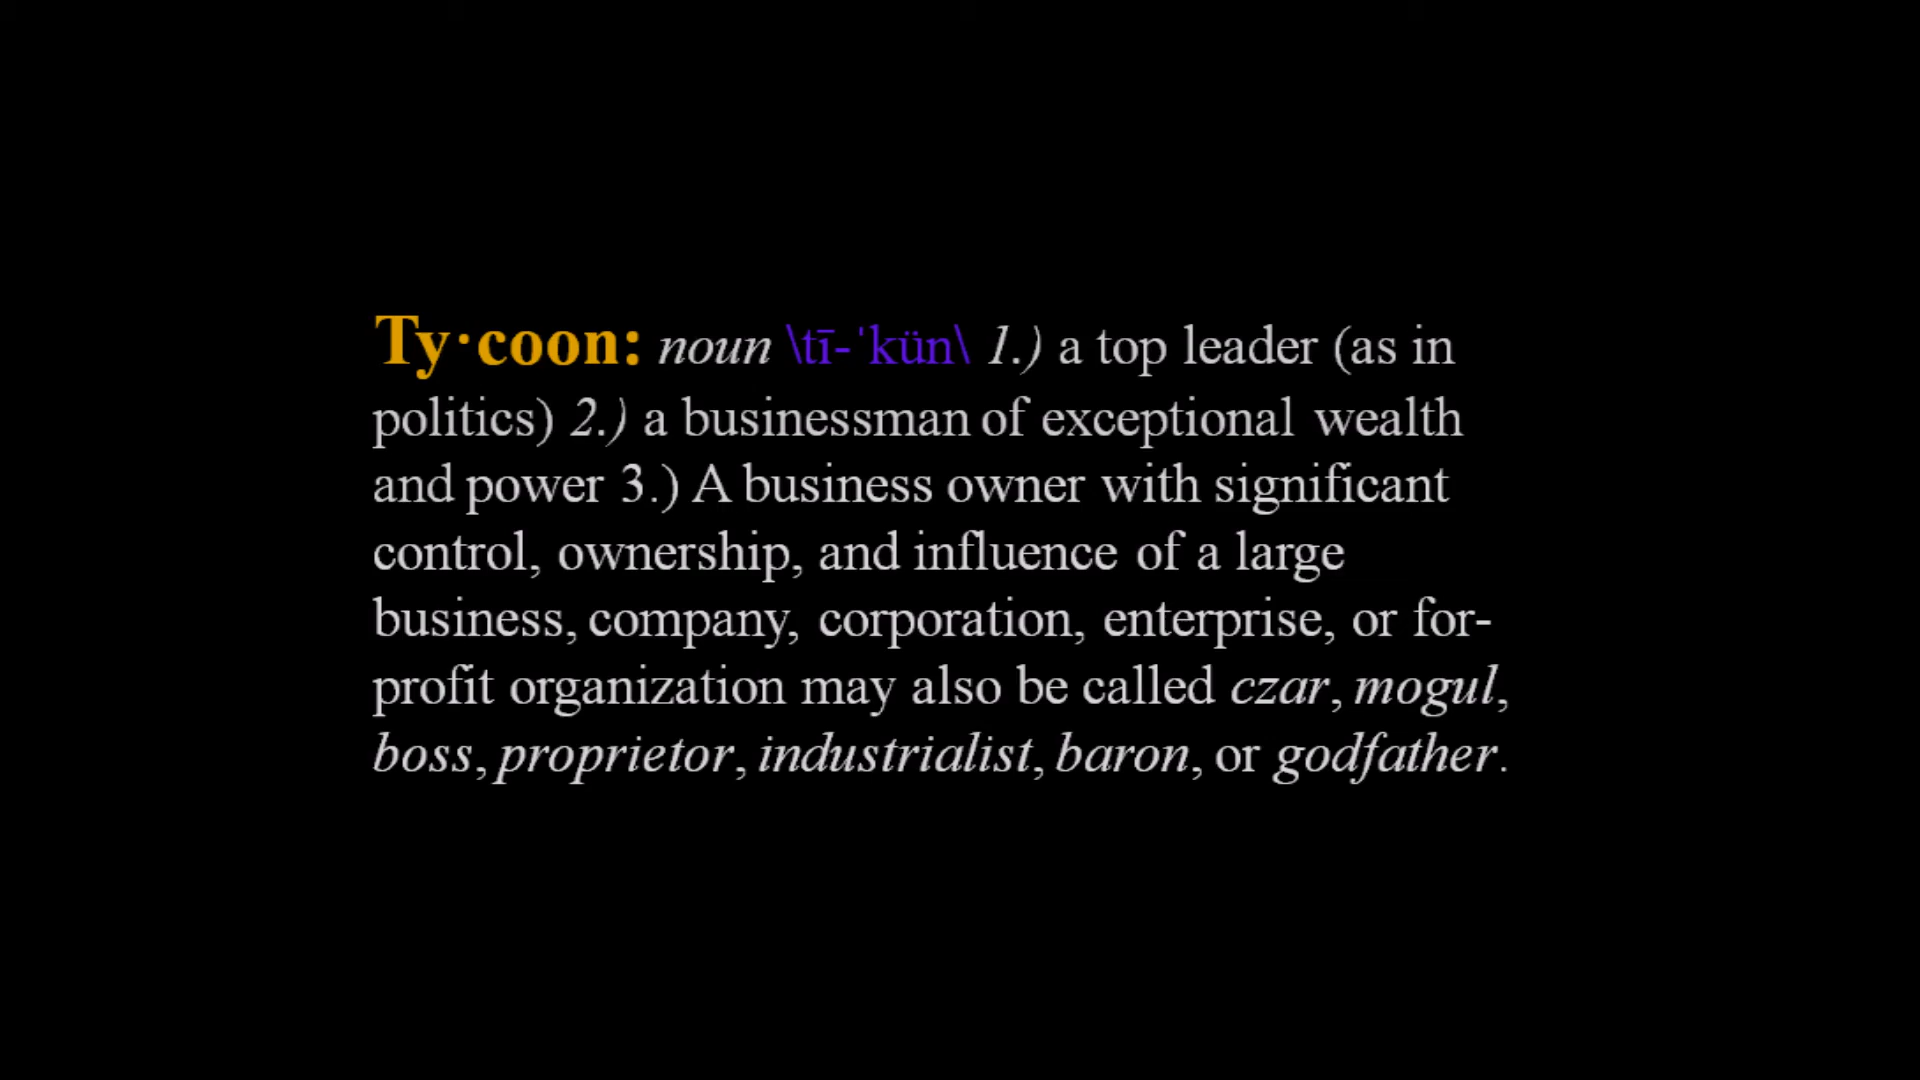 Ty·coon: noun \tī-ˈkün\ 1.) a top leader (as in
politics) 2.) a businessman of exceptional wealth
and power 3.) A business owner with significant
control, ownership, and influence of a large
business, company, corporation, enterprise, or for-
profit organization may also be called czar, mogul,
boss, proprietor, industrialist, baron, or godfather.